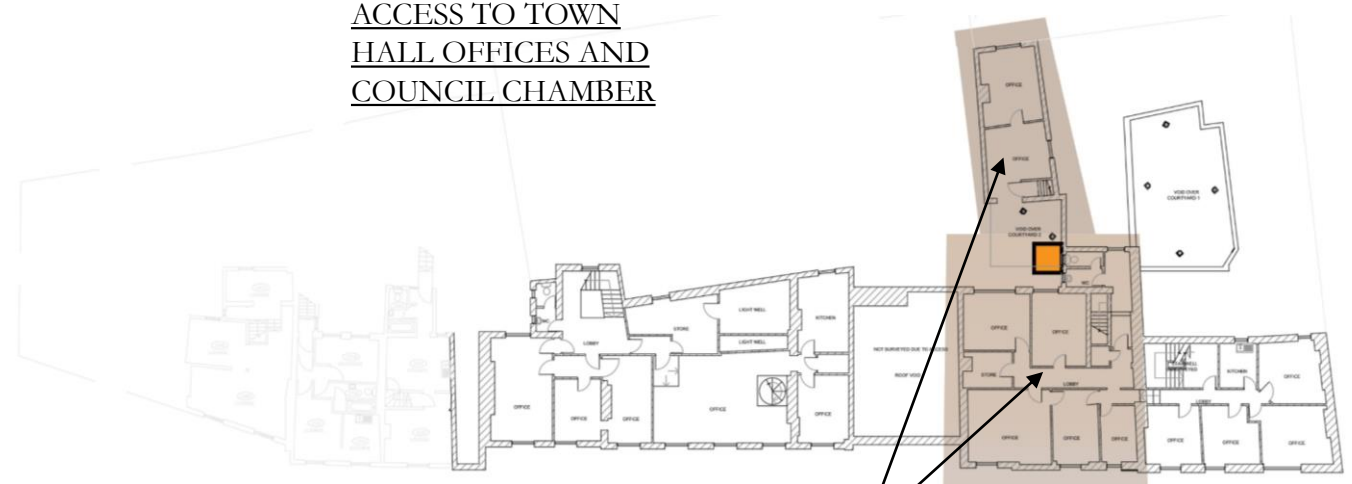 ACCESS TO TOWN
HALL OFFICES AND
COUNCIL CHAMBER
OFFICE
OFFICE
VOID OVER
COURTYARD 1
VOID OVER
COURTYARD 2
WC
LIGHT WELL
STORE
KITCHEN
LOBBY
LIGHT WELL
OFFICE
OFFICE
NOT SURVEYED DUE TO ACCESS
ROOF VOID
STORE
LOBBY
KITCHEN
OFFICE
LOBBY
OFFICE
OFFICE
OFFICE
OFFICE
OFFICE
OFFICE
OFFICE
OFFICE
OFFICE
OFFICE
OFFICE